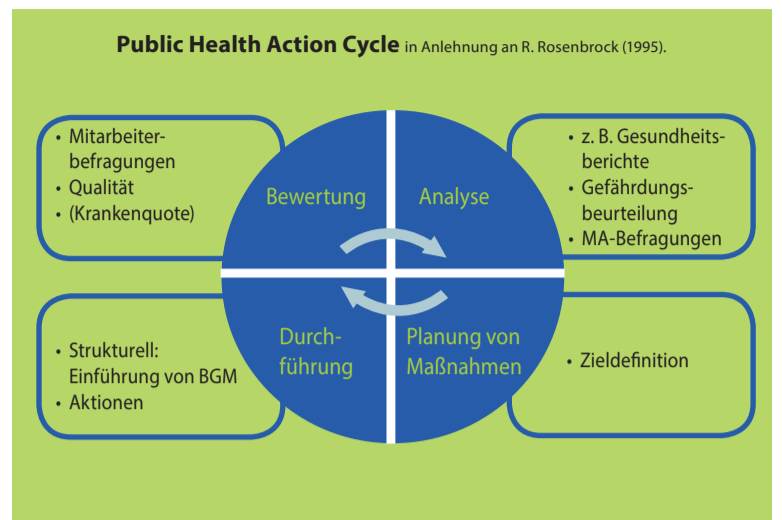 Public Health Action Cycle in Anlehnung an R. Rosenbrock (1995).
• Mitarbeiter-
befragungen
• Qualität
• (Krankenquote)
Bewertung
Analyse
• z. B. Gesundheits-
berichte
• Gefährdungs-
beurteilung
• MA-Befragungen
• Strukturell:
Einführung von BGM
• Aktionen
Durch-
führung
Planung von
Maßnahmen
• Zieldefinition